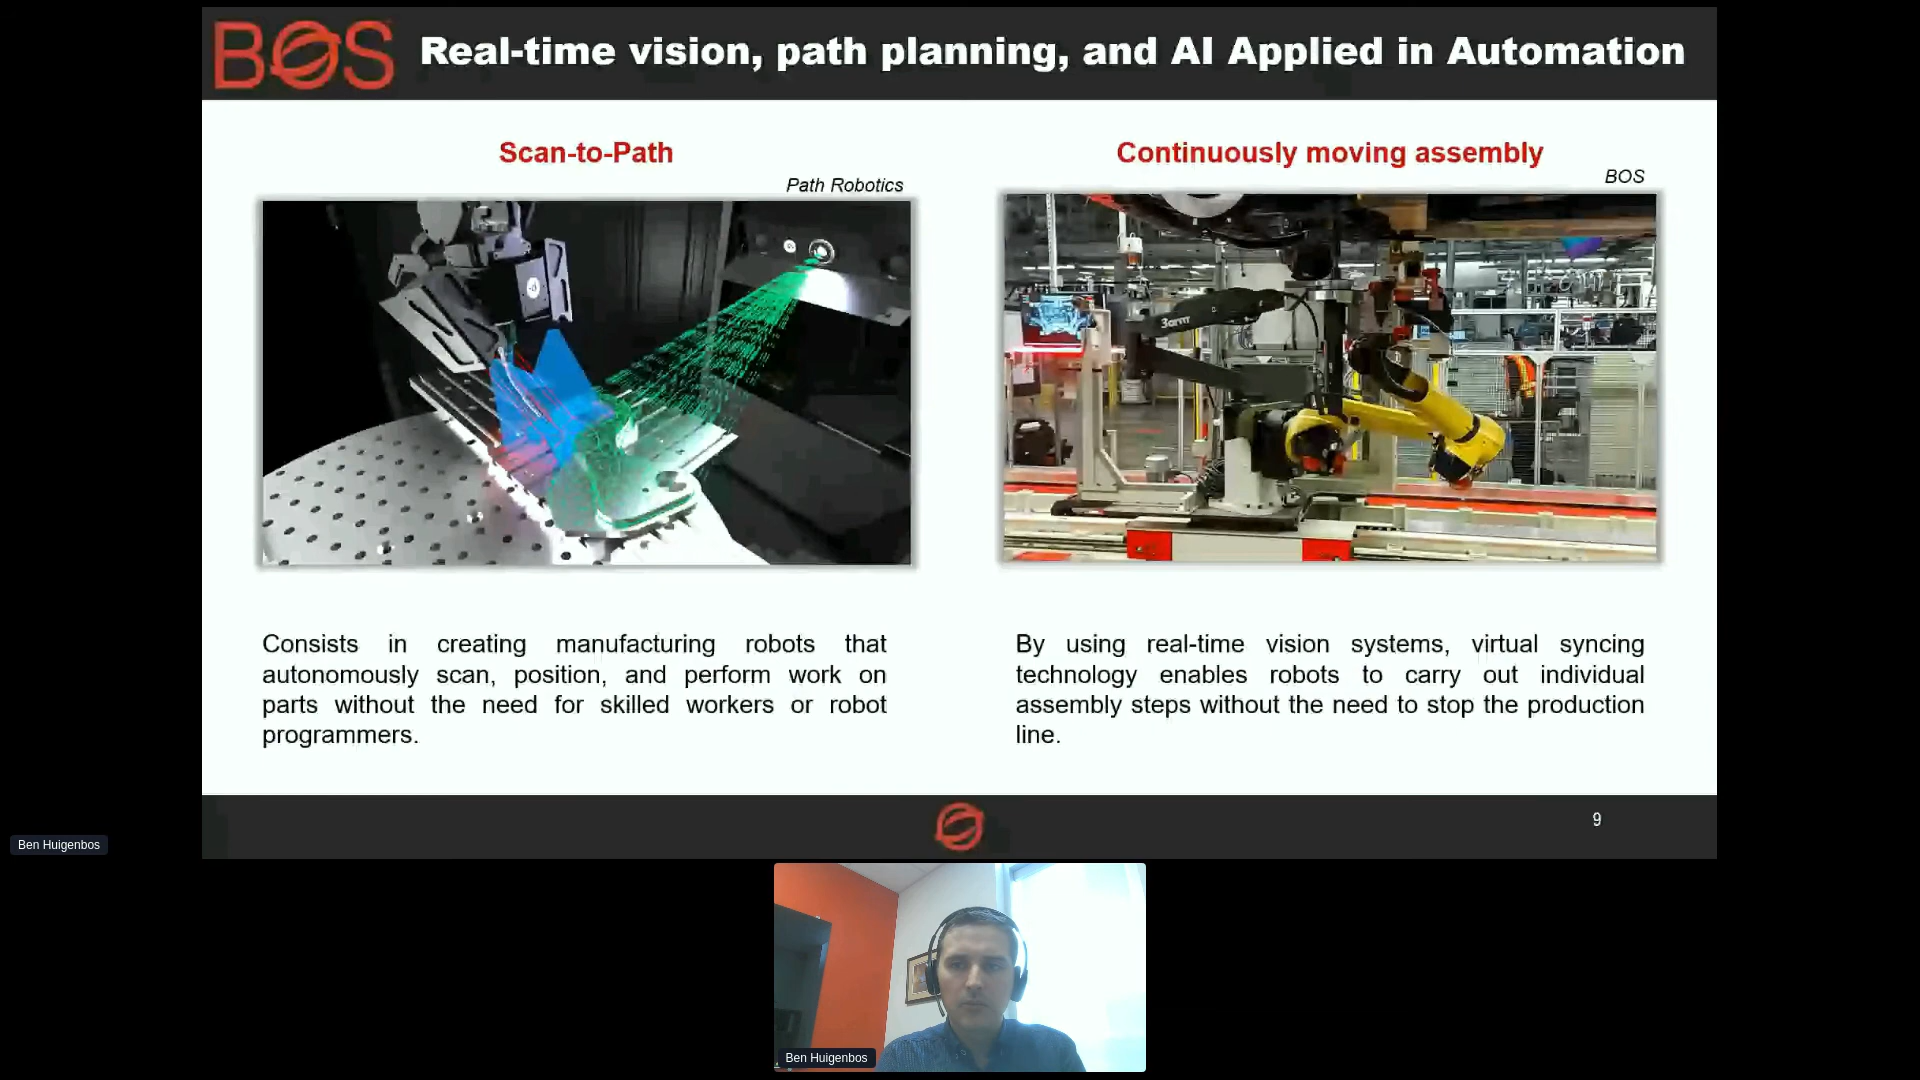 BOS Real-time vision, path planning, and AI Applied in Automation
Scan-to-Path
Path Robotics
Consists in creating manufacturing robots that
autonomously scan, position, and perform work on
parts without the need for skilled workers or robot
programmers.
Continuously moving assembly
BOS
3arm
By using real-time vision systems, virtual syncing
technology enables robots to carry out individual
assembly steps without the need to stop the production
line.
9
Ben Huigenbos
Ben Huigenbos